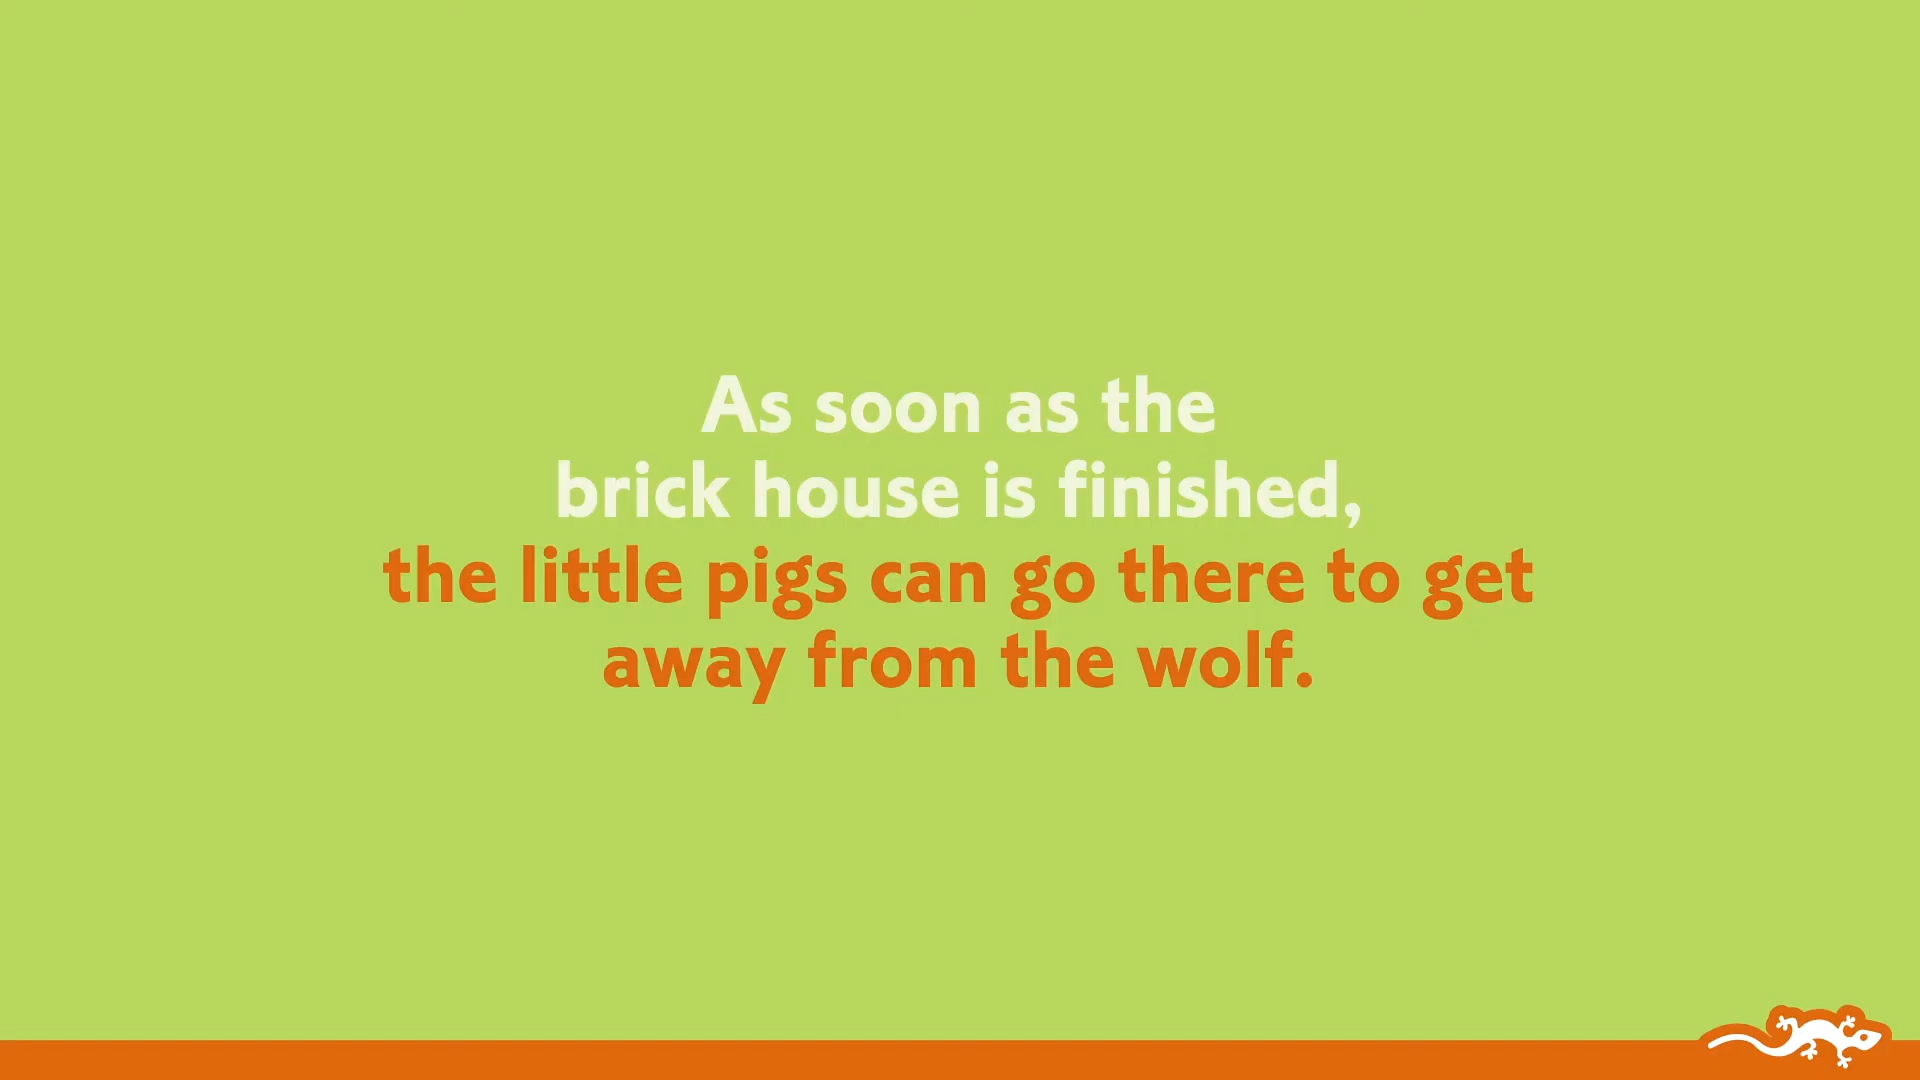 As soon as the
brick house is finished,
the little pigs can go there to get
away from the wolf.